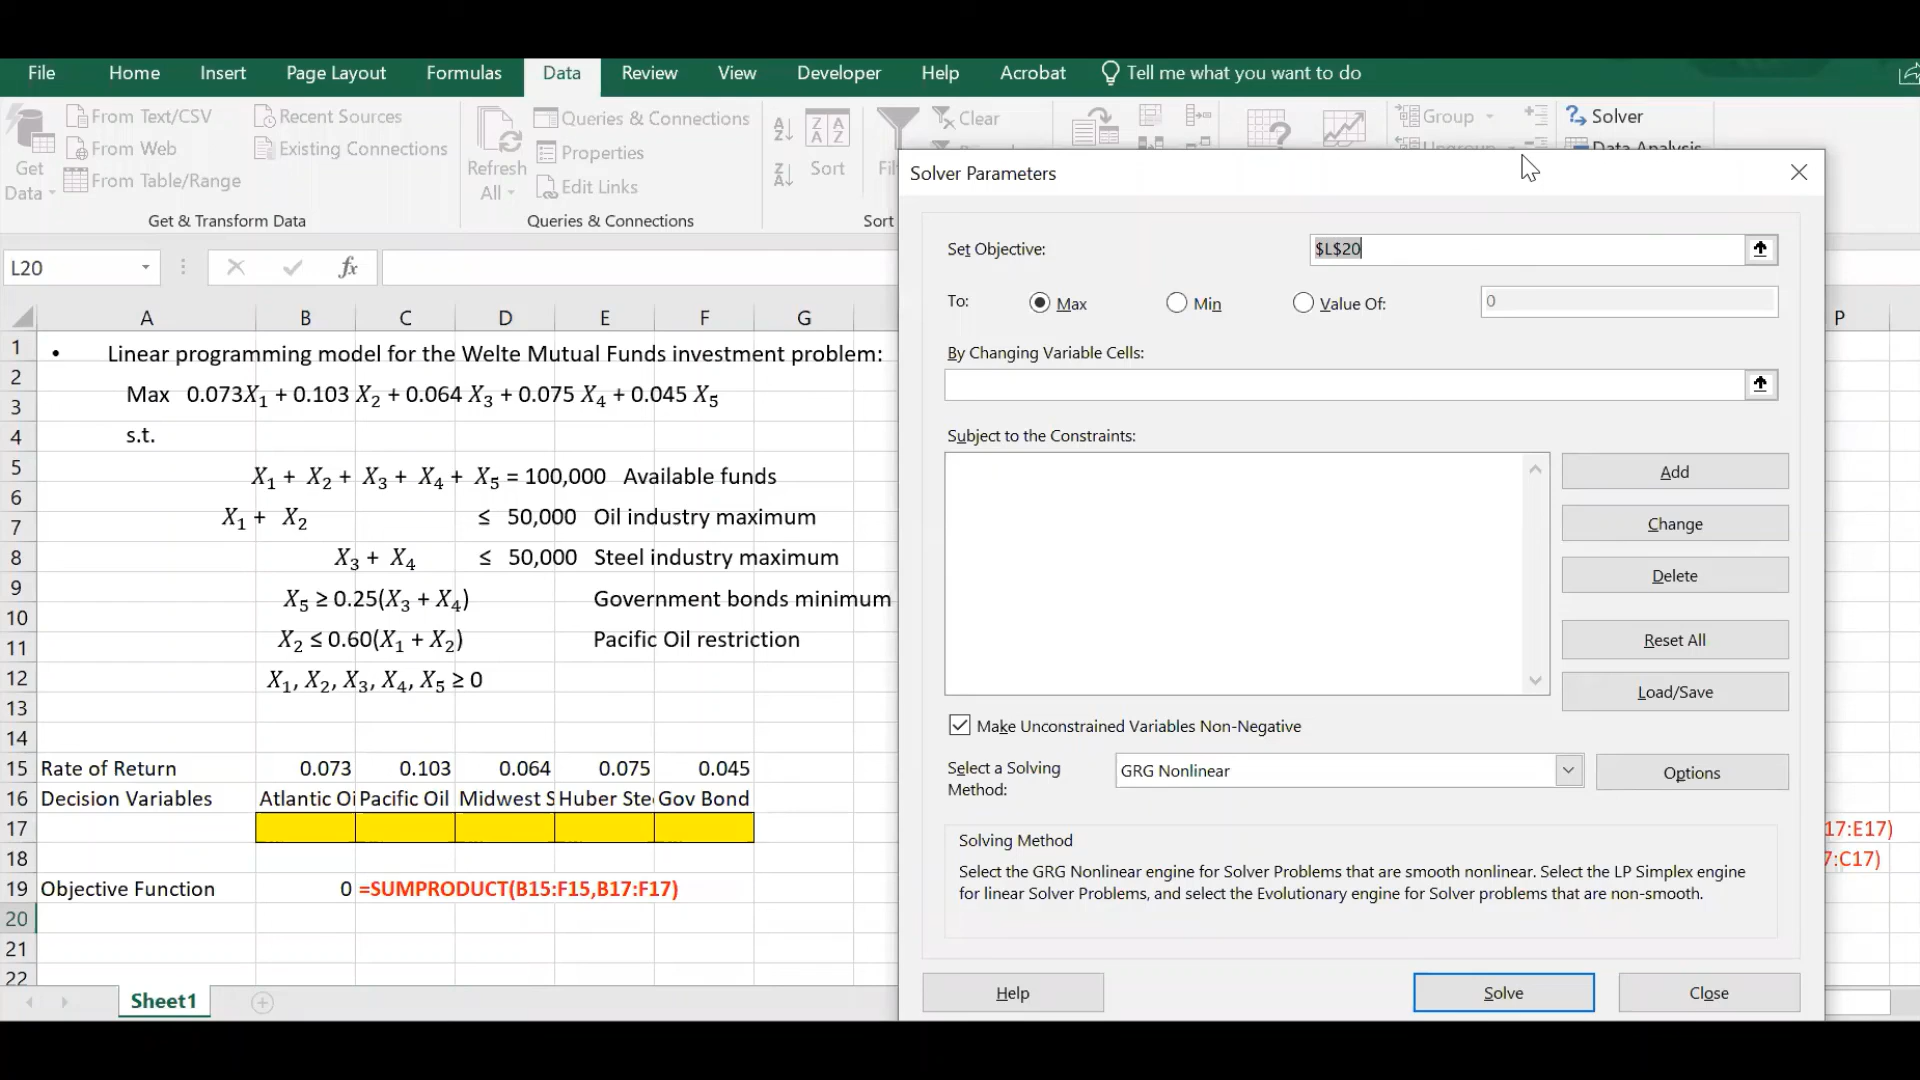 File Home Insert Page Layout Formulas Data Review View Developer Help Acrobat Tell me what you want to do
From Text/CSV Recent Sources Queries & Connections Clear Group Solver
From Web Existing Connections Properties Ungroup Data Analysis
Get Data From Table/Range Refresh All Edit Links Sort
Get & Transform Data Queries & Connections Sort
L20 fx
A B C D E F G P
1 • Linear programming model for the Welte Mutual Funds investment problem:
2
3 Max 0.073X₁ + 0.103 X₂ + 0.064 X₃ + 0.075 X₄ + 0.045 X₅
4 s.t.
5 X₁ + X₂ + X₃ + X₄ + X₅ = 100,000 Available funds
6
7 X₁ + X₂ ≤ 50,000 Oil industry maximum
8 X₃ + X₄ ≤ 50,000 Steel industry maximum
9 X₅ ≥ 0.25(X₃ + X₄) Government bonds minimum
10
11 X₂ ≤ 0.60(X₁ + X₂) Pacific Oil restriction
12 X₁, X₂, X₃, X₄, X₅ ≥ 0
13
14
15 Rate of Return 0.073 0.103 0.064 0.075 0.045
16 Decision Variables Atlantic Oi Pacific Oil Midwest S Huber Ste Gov Bond
17
18
19 Objective Function 0 =SUMPRODUCT(B15:F15,B17:F17)
20
21
22
Sheet1
17:E17)
7:C17)
Solver Parameters
Set Objective: $L$20
To: Max Min Value Of: 0
By Changing Variable Cells:
Subject to the Constraints:
Add
Change
Delete
Reset All
Load/Save
Make Unconstrained Variables Non-Negative
Select a Solving Method: GRG Nonlinear Options
Solving Method
Select the GRG Nonlinear engine for Solver Problems that are smooth nonlinear. Select the LP Simplex engine
for linear Solver Problems, and select the Evolutionary engine for Solver problems that are non-smooth.
Help Solve Close